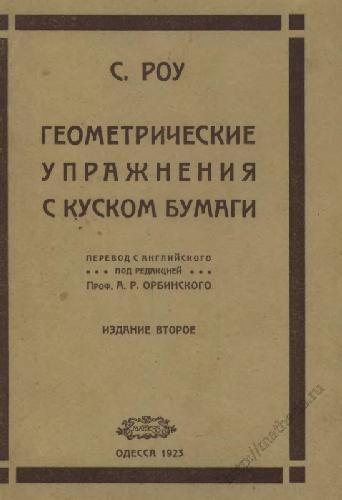 С. РОУ
ГЕОМЕТРИЧЕСКИЕ
УПРАЖНЕНИЯ
С КУСКОМ БУМАГИ
ПЕРЕВОД С АНГЛИЙСКОГО
••• ПОД РЕДАКЦИЕЙ •••
ПРОФ. А. Р. ОРБИНСКОГО
ИЗДАНИЕ ВТОРОЕ
ОДЕССА 1923